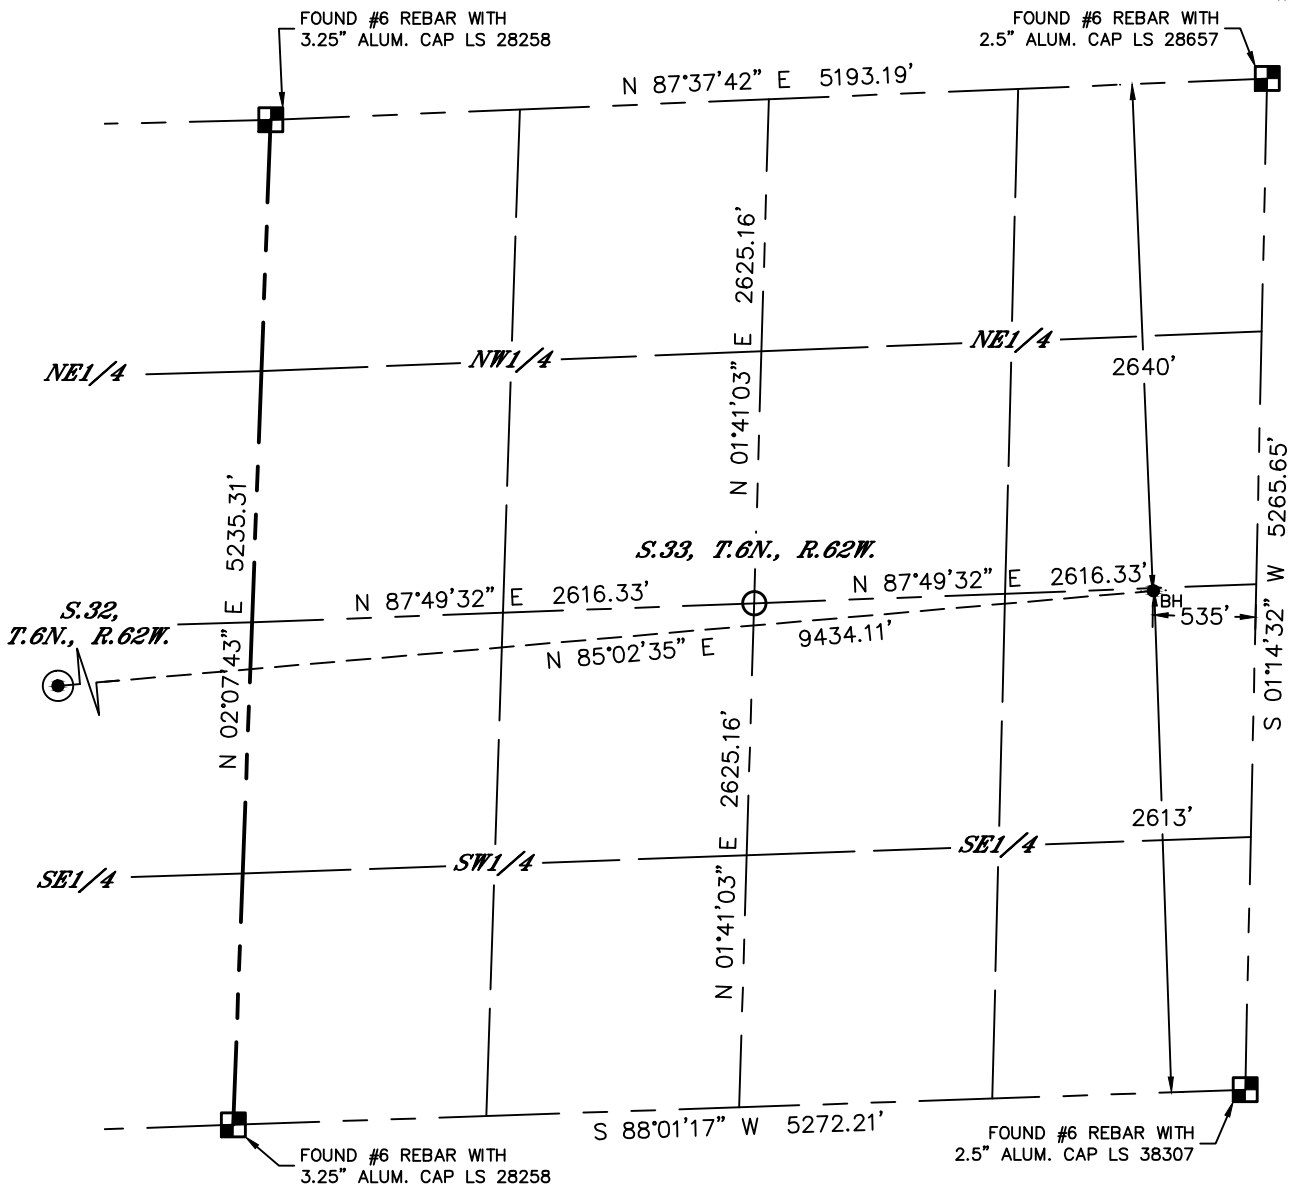 FOUND #6 REBAR WITH
3.25" ALUM. CAP LS 28258
FOUND #6 REBAR WITH
2.5" ALUM. CAP LS 28657
N 87°37'42" E 5193.19'
N 01°41'03" E 2625.16'
NE1/4
NW1/4
NE1/4
2640'
N 02°07'43" E 5235.31'
S 01°14'32" W 5265.65'
S.33, T.6N., R.62W.
N 87°49'32" E 2616.33'
N 87°49'32" E 2616.33'
S.32,
T.6N., R.62W.
BH
535'
N 85°02'35" E 9434.11'
N 01°41'03" E 2625.16'
2613'
SE1/4
SW1/4
SE1/4
S 88°01'17" W 5272.21'
FOUND #6 REBAR WITH
3.25" ALUM. CAP LS 28258
FOUND #6 REBAR WITH
2.5" ALUM. CAP LS 38307